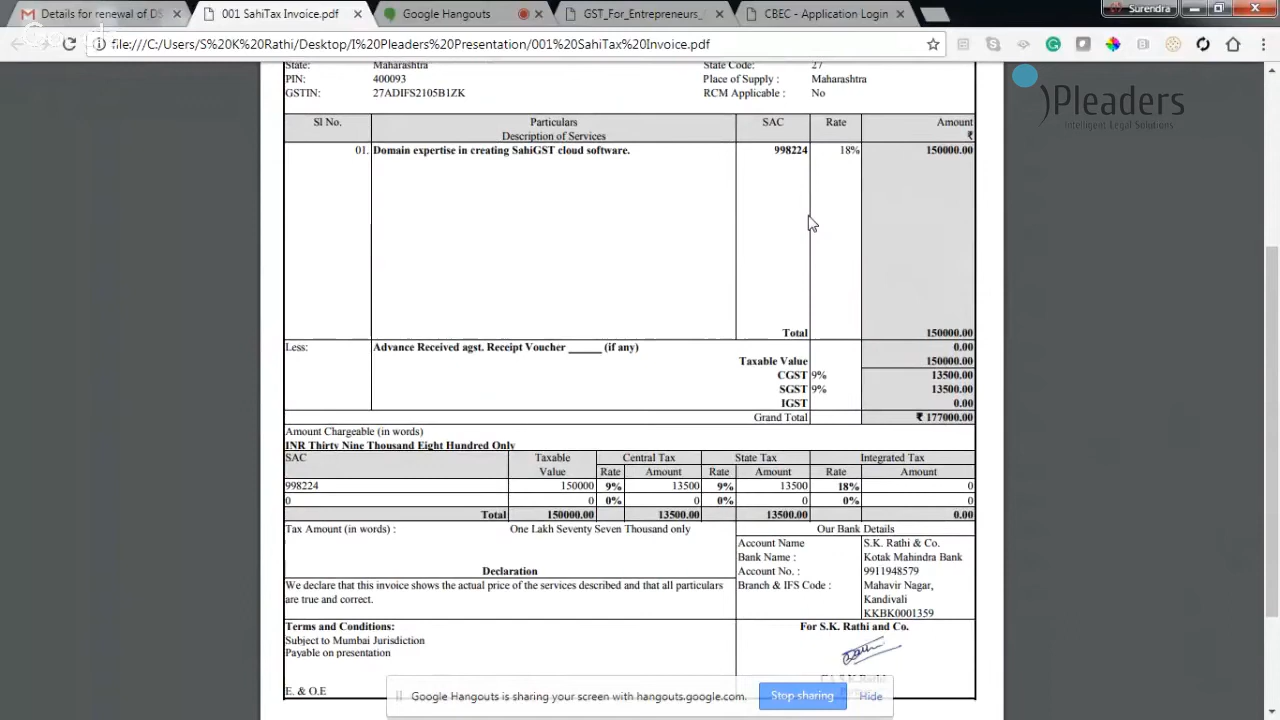 Details for renewal of DS
001 SahiTax Invoice.pdf
Google Hangouts
GST_For_Entrepreneurs_
CBEC - Application Login
Surendra
file:///C:/Users/S%20K%20Rathi/Desktop/I%20Pleaders%20Presentation/001%20SahiTax%20Invoice.pdf
iPleaders
Intelligent Legal Solutions
State: Maharashtra State Code: 27
PIN: 400093 Place of Supply : Maharashtra
GSTIN: 27ADIFS2105B1ZK RCM Applicable : No
Sl No. Particulars SAC Rate Amount
Description of Services ₹
01. Domain expertise in creating SahiGST cloud software. 998224 18% 150000.00
Total 150000.00
Less: Advance Received agst. Receipt Voucher ______ (if any) 0.00
Taxable Value 150000.00
CGST 9% 13500.00
SGST 9% 13500.00
IGST 0.00
Grand Total ₹ 177000.00
Amount Chargeable (in words)
INR Thirty Nine Thousand Eight Hundred Only
SAC Taxable Central Tax State Tax Integrated Tax
Value Rate Amount Rate Amount Rate Amount
998224 150000 9% 13500 9% 13500 18% 0
0 0 0% 0 0% 0 0% 0
Total 150000.00 13500.00 13500.00 0.00
Tax Amount (in words) : One Lakh Seventy Seven Thousand only
Our Bank Details
Account Name S.K. Rathi & Co.
Bank Name : Kotak Mahindra Bank
Account No. : 9911948579
Branch & IFS Code : Mahavir Nagar,
Kandivali
KKBK0001359
Declaration
We declare that this invoice shows the actual price of the services described and that all particulars
are true and correct.
Terms and Conditions:
Subject to Mumbai Jurisdiction
Payable on presentation
For S.K. Rathi and Co.
E. & O.E
Google Hangouts is sharing your screen with hangouts.google.com.
Stop sharing
Hide